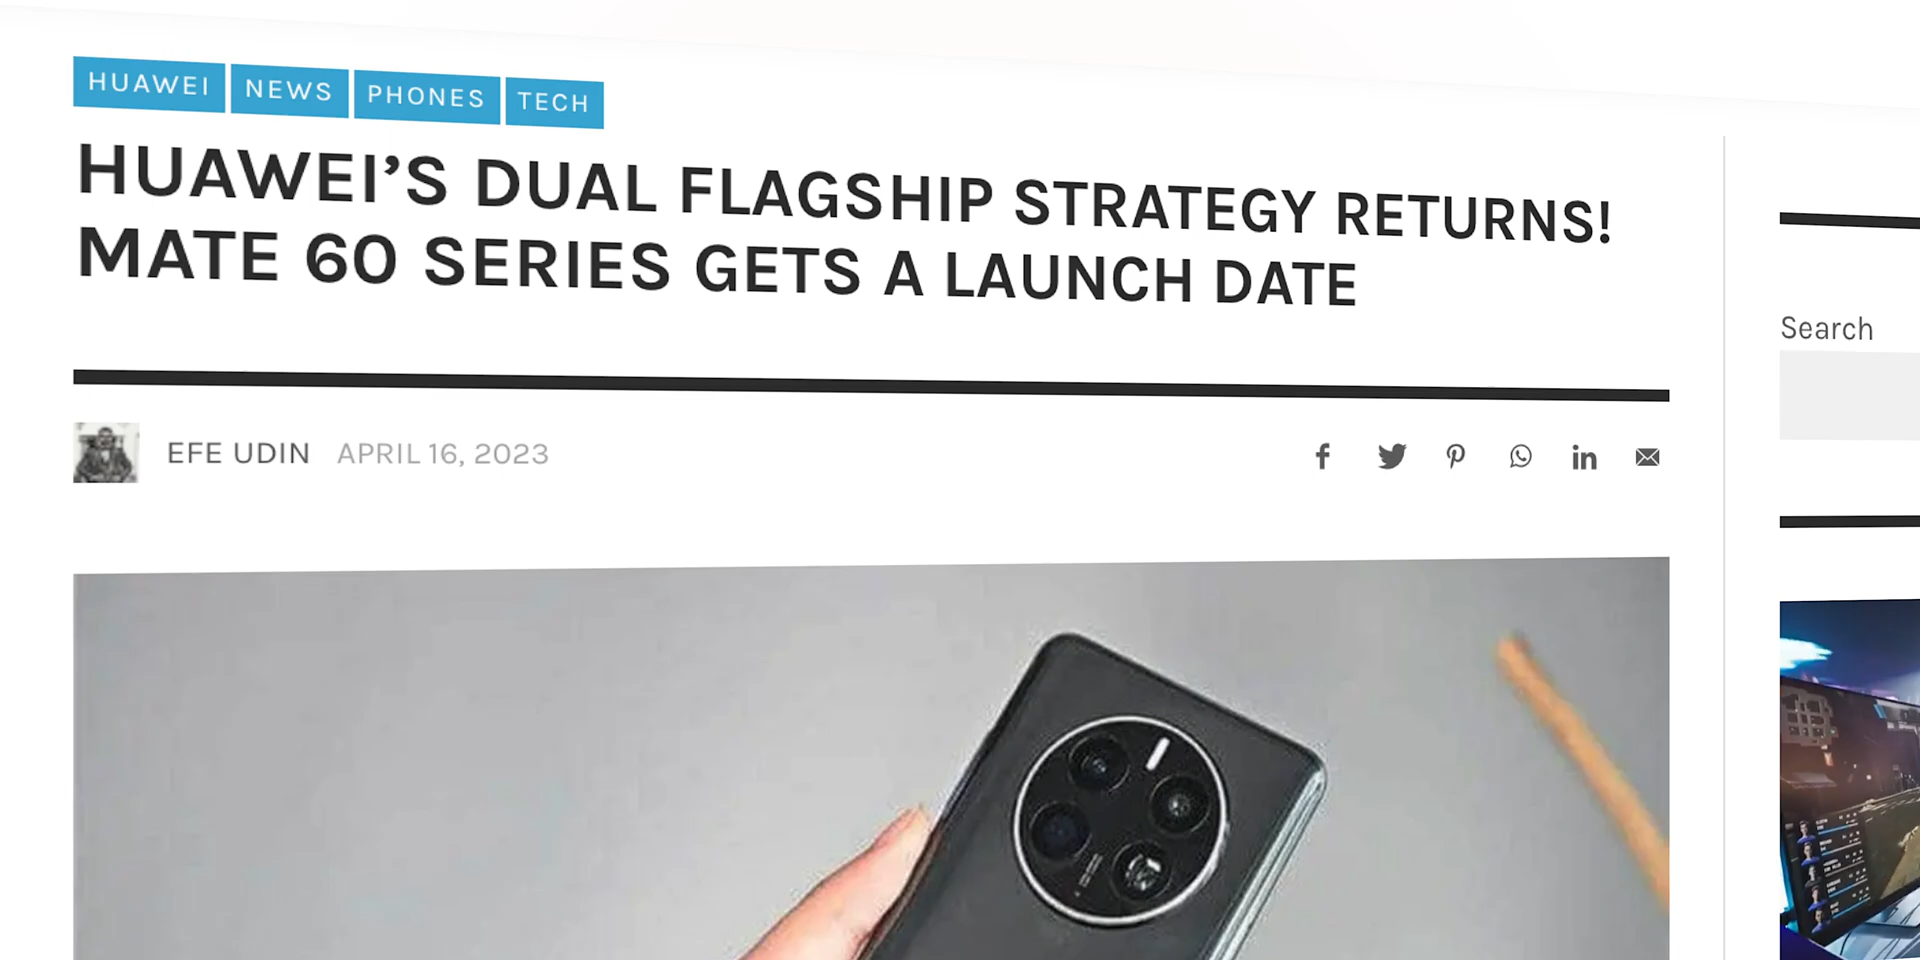 HUAWEI NEWS PHONES TECH
HUAWEI’S DUAL FLAGSHIP STRATEGY RETURNS!
MATE 60 SERIES GETS A LAUNCH DATE
EFE UDIN APRIL 16, 2023
Search